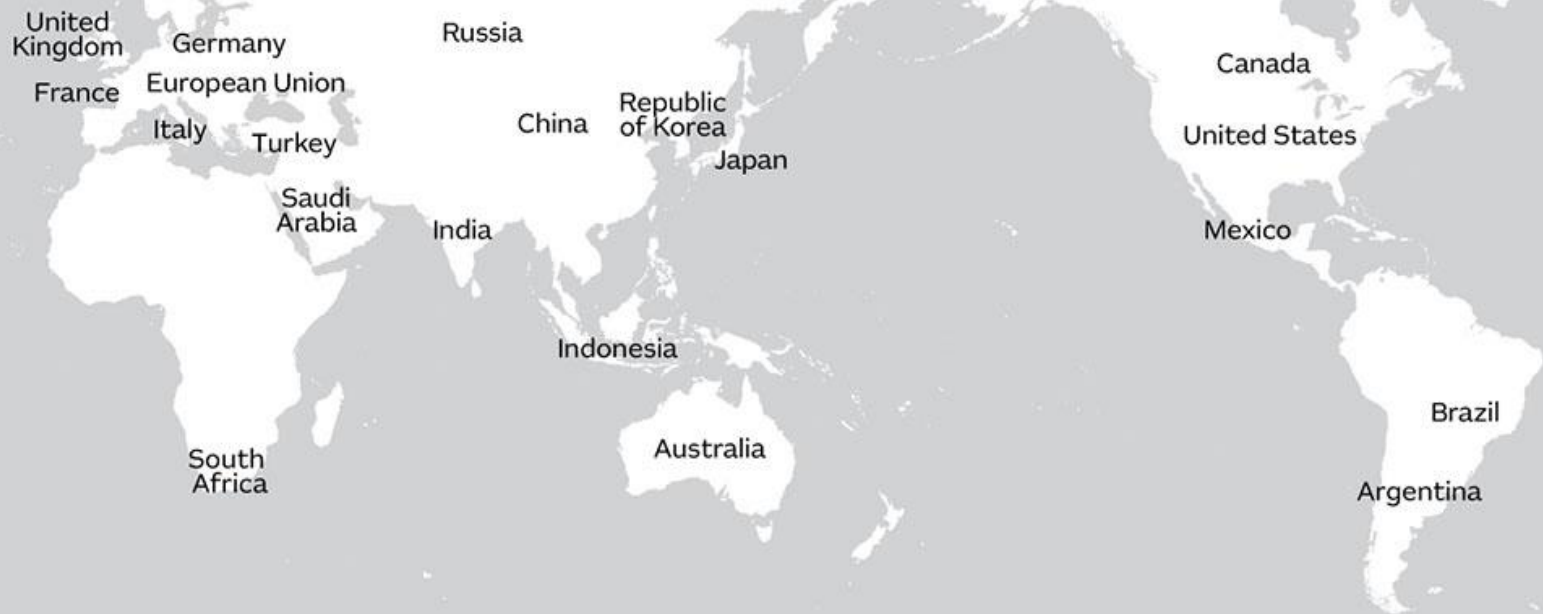 United
Kingdom
Germany
Russia
Canada
France
European Union
Republic
of Korea
China
Italy
Turkey
Japan
United States
Saudi
Arabia
India
Mexico
Indonesia
Brazil
Australia
South
Africa
Argentina